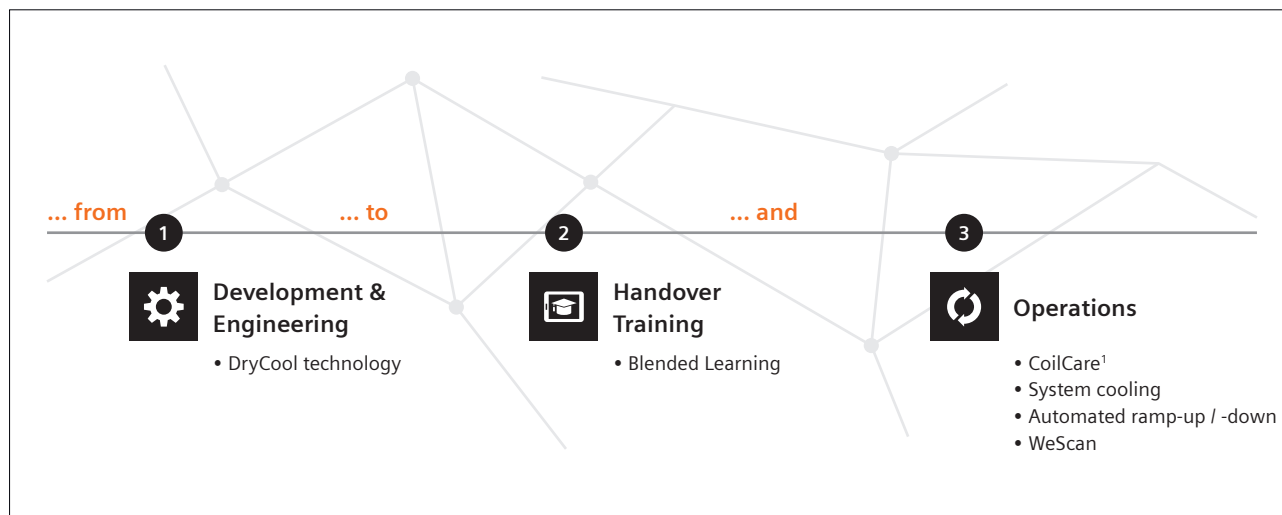 ... from
1
... to
2
... and
3
Development &
Engineering
• DryCool technology
Handover
Training
• Blended Learning
Operations
• CoilCare¹
• System cooling
• Automated ramp-up / -down
• WeScan